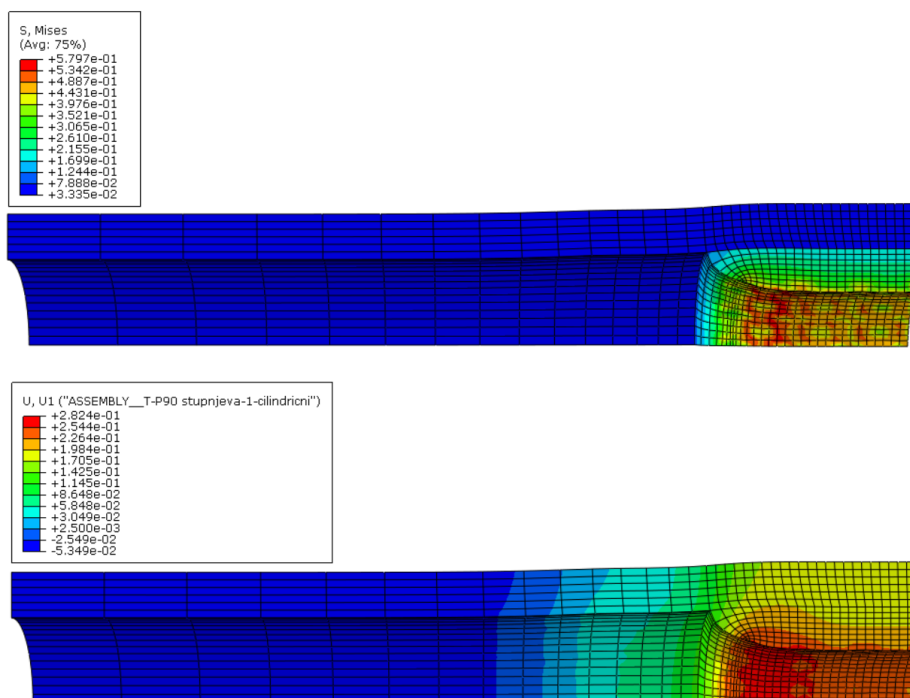 S, Mises
(Avg: 75%)
+5.797e-01
+5.342e-01
+4.887e-01
+4.431e-01
+3.976e-01
+3.521e-01
+3.065e-01
+2.610e-01
+2.155e-01
+1.699e-01
+1.244e-01
+7.888e-02
+3.335e-02
U, U1 ("ASSEMBLY__T-P90 stupnjeva-1-cilindricni")
+2.824e-01
+2.544e-01
+2.264e-01
+1.984e-01
+1.705e-01
+1.425e-01
+1.145e-01
+8.648e-02
+5.848e-02
+3.049e-02
+2.500e-03
-2.549e-02
-5.349e-02